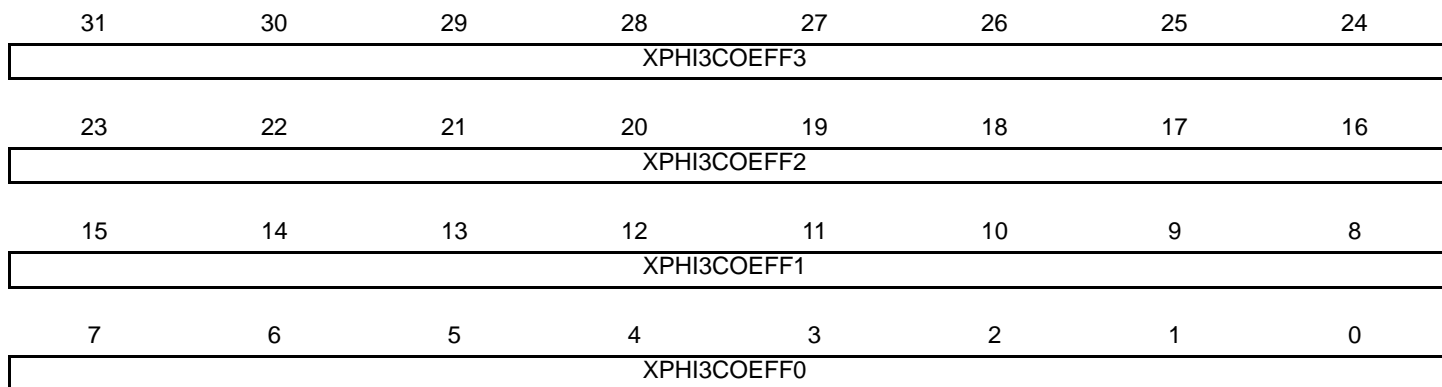 31 30 29 28 27 26 25 24
XPHI3COEFF3
23 22 21 20 19 18 17 16
XPHI3COEFF2
15 14 13 12 11 10 9 8
XPHI3COEFF1
7 6 5 4 3 2 1 0
XPHI3COEFF0